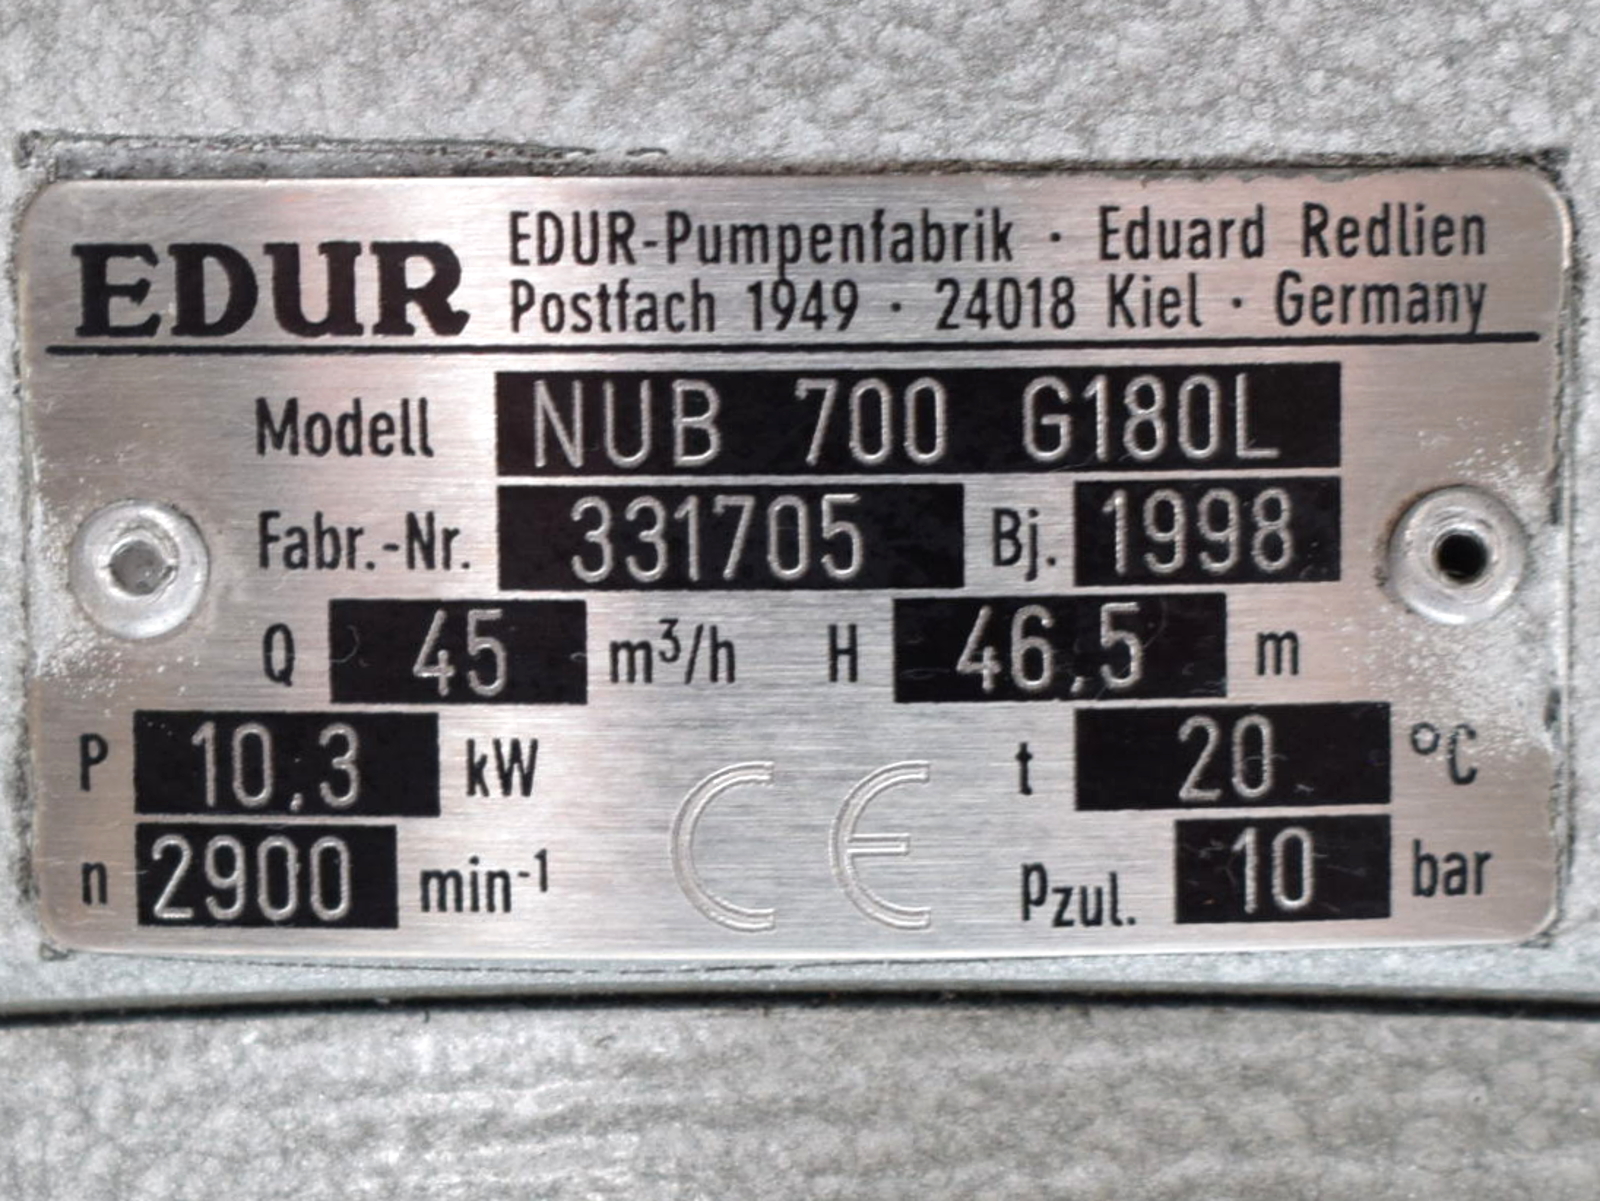 EDUR
EDUR-Pumpenfabrik · Eduard Redlien
Postfach 1949 · 24018 Kiel · Germany
Modell NUB 700 G180L
Fabr.-Nr. 331705 Bj. 1998
Q 45 m³/h H 46,5 m
P 10,3 kW t 20 °C
n 2900 min⁻¹ CE Pzul. 10 bar